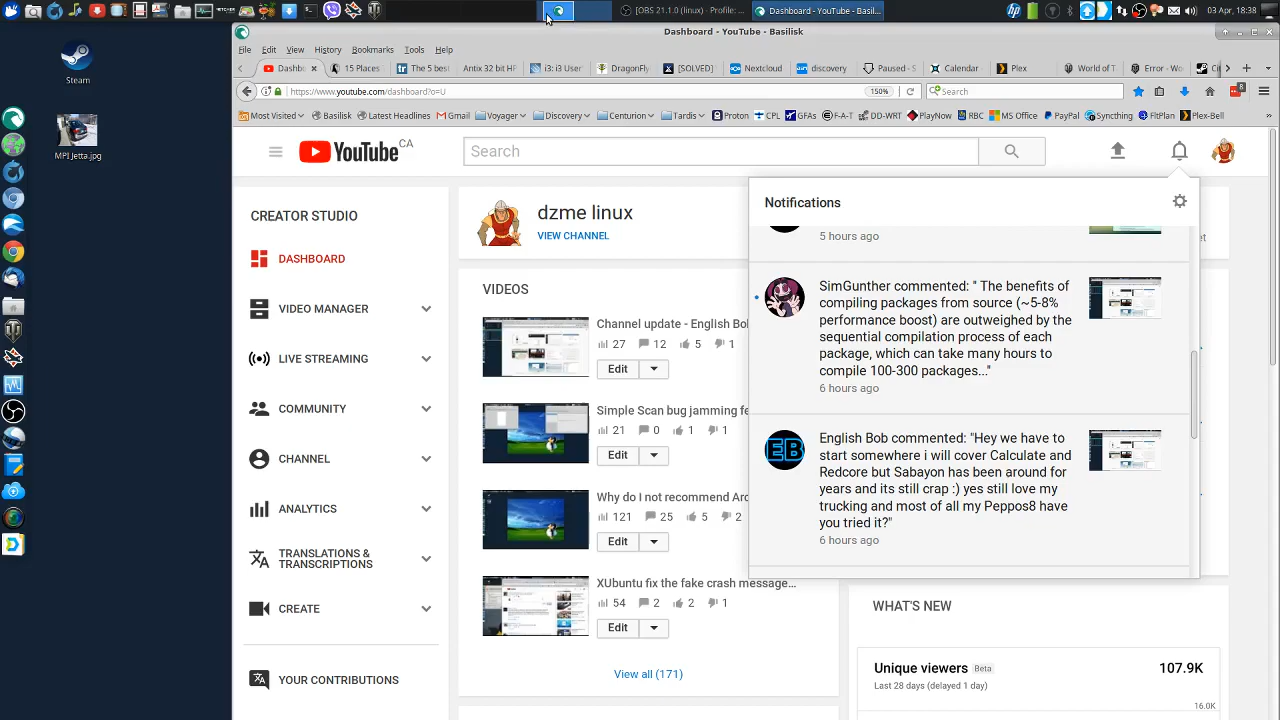 OBS 21.1.0 (linux) - Profile: ...
Dashboard - YouTube - Basil...
03 Apr, 18:38
Dashboard - YouTube - Basilisk
File Edit View History Bookmarks Tools Help
Dashbo
15 Places
The 5 best
Antix 32 bit HF
i3: i3 User
DragonFly
[SOLVED]
Nextcloud
discovery
Paused - S
Calendar
Plex
World of T
Error - Wo
https://www.youtube.com/dashboard?o=U
150%
Search
Most Visited
Basilisk
Latest Headlines
Gmail
Voyager
Discovery
Centurion
Tardis
Proton
CPL
GFAS
F-A-T
DD-WRT
PlayNow
RBC
MS Office
PayPal
Syncthing
FltPlan
Plex-Bell
Steam
MPI Jetta.jpg
YouTube CA
Search
CREATOR STUDIO
DASHBOARD
VIDEO MANAGER
LIVE STREAMING
COMMUNITY
CHANNEL
ANALYTICS
TRANSLATIONS &
TRANSCRIPTIONS
CREATE
YOUR CONTRIBUTIONS
dzme linux
VIEW CHANNEL
VIDEOS
Channel update - English Bo
27 12 5 1
Edit
Simple Scan bug jamming fe
21 0 1 1
Edit
Why do I not recommend Arc
121 25 5 2
Edit
XUbuntu fix the fake crash message...
54 2 2 1
Edit
View all (171)
Notifications
5 hours ago
SimGunther commented: " The benefits of
compiling packages from source (~5-8%
performance boost) are outweighed by the
sequential compilation process of each
package, which can take many hours to
compile 100-300 packages..."
6 hours ago
EB
English Bob commented: "Hey we have to
start somewhere i will cover Calculate and
Redcore but Sabayon has been around for
years and its still crap :) yes still love my
trucking and most of all my Peppos8 have
you tried it?"
6 hours ago
WHAT'S NEW
Unique viewers Beta
107.9K
Last 28 days (delayed 1 day)
16.0K